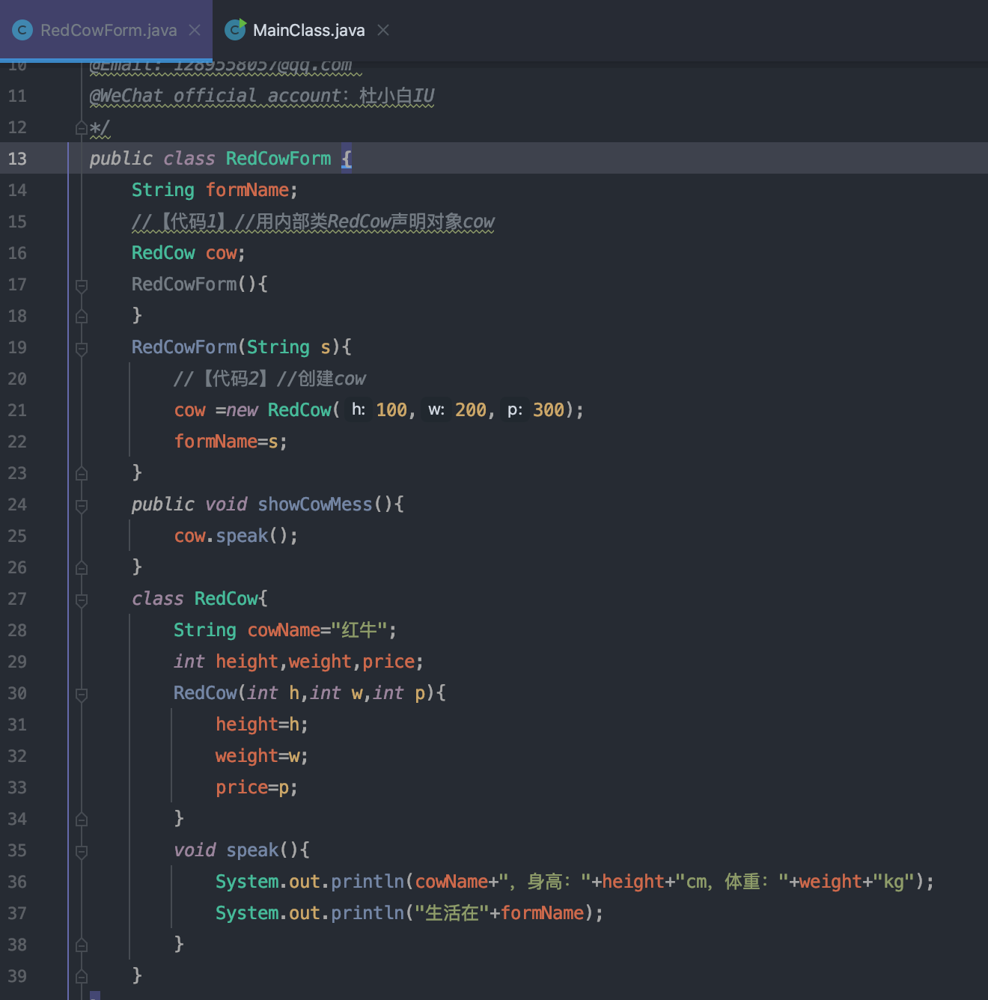 RedCowForm.java MainClass.java
10 @Email: 1289558057@qq.com
11 @WeChat official account: 杜小白IU
12 */
13 public class RedCowForm {
14 String formName;
15 //【代码1】//用内部类RedCow声明对象cow
16 RedCow cow;
17 RedCowForm(){
18 }
19 RedCowForm(String s){
20 //【代码2】//创建cow
21 cow =new RedCow( h: 100, w: 200, p: 300);
22 formName=s;
23 }
24 public void showCowMess(){
25 cow.speak();
26 }
27 class RedCow{
28 String cowName="红牛";
29 int height,weight,price;
30 RedCow(int h,int w,int p){
31 height=h;
32 weight=w;
33 price=p;
34 }
35 void speak(){
36 System.out.println(cowName+", 身高: "+height+"cm, 体重: "+weight+"kg");
37 System.out.println("生活在"+formName);
38 }
39 }